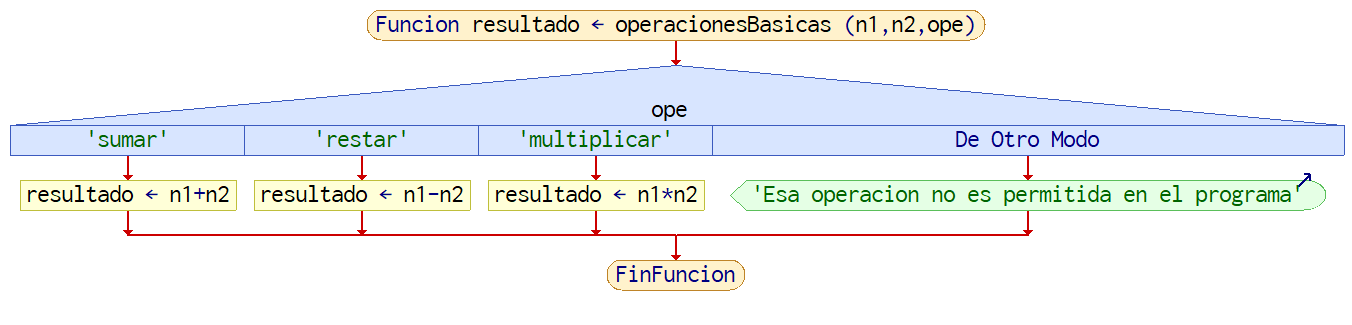 Funcion resultado ← operacionesBasicas (n1,n2,ope)
ope
'sumar' 'restar' 'multiplicar' De Otro Modo
resultado ← n1+n2 resultado ← n1-n2 resultado ← n1*n2 'Esa operacion no es permitida en el programa'
FinFuncion